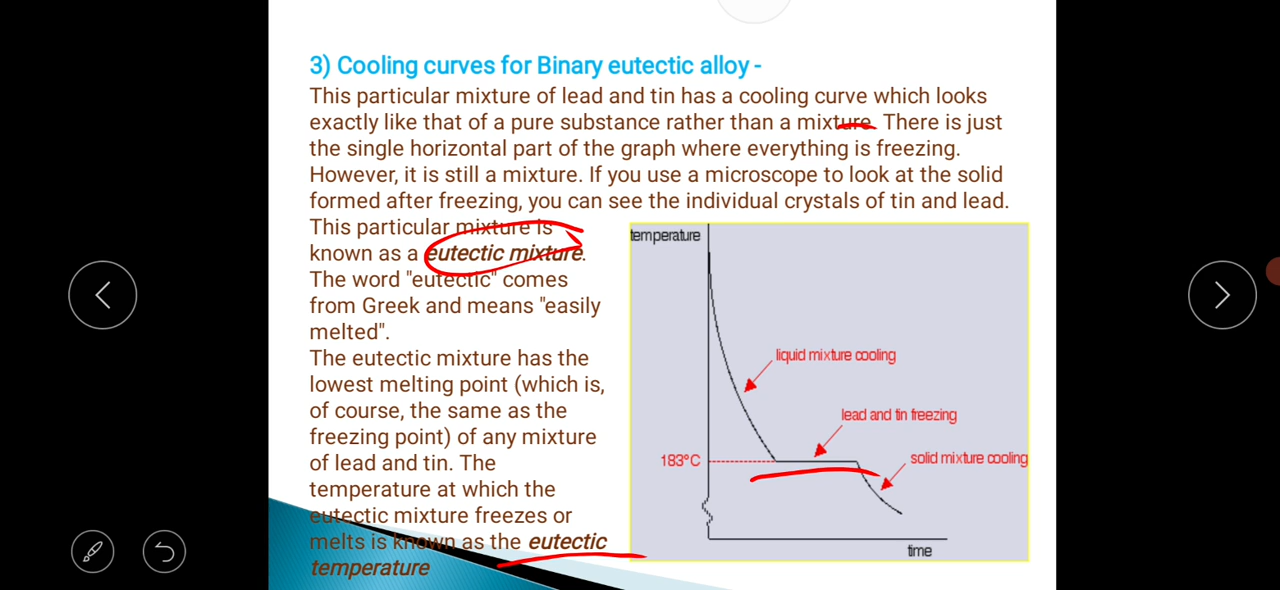 3) Cooling curves for Binary eutectic alloy -
This particular mixture of lead and tin has a cooling curve which looks
exactly like that of a pure substance rather than a mixture. There is just
the single horizontal part of the graph where everything is freezing.
However, it is still a mixture. If you use a microscope to look at the solid
formed after freezing, you can see the individual crystals of tin and lead.
This particular mixture is
known as a eutectic mixture.
The word "eutectic" comes
from Greek and means "easily
melted".
The eutectic mixture has the
lowest melting point (which is,
of course, the same as the
freezing point) of any mixture
of lead and tin. The
temperature at which the
eutectic mixture freezes or
melts is known as the eutectic
temperature
temperature
liquid mixture cooling
lead and tin freezing
183°C
solid mixture cooling
time